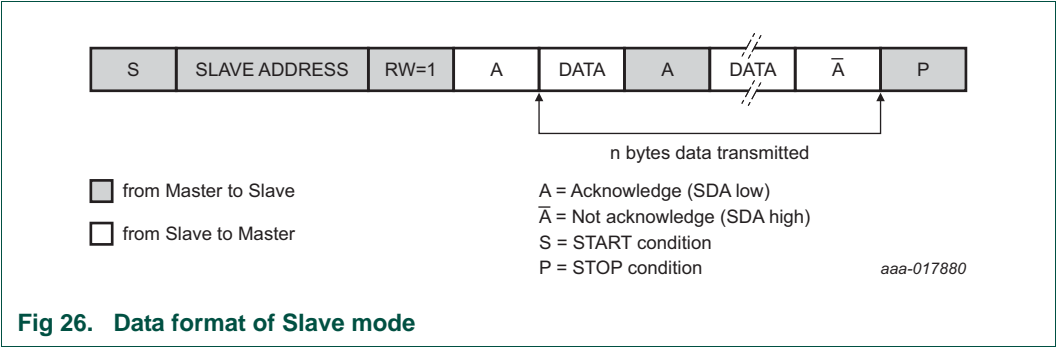 S SLAVE ADDRESS RW=1 A DATA A DATA A̅ P
n bytes data transmitted
from Master to Slave
from Slave to Master
A = Acknowledge (SDA low)
A̅ = Not acknowledge (SDA high)
S = START condition
P = STOP condition
aaa-017880
Fig 26. Data format of Slave mode